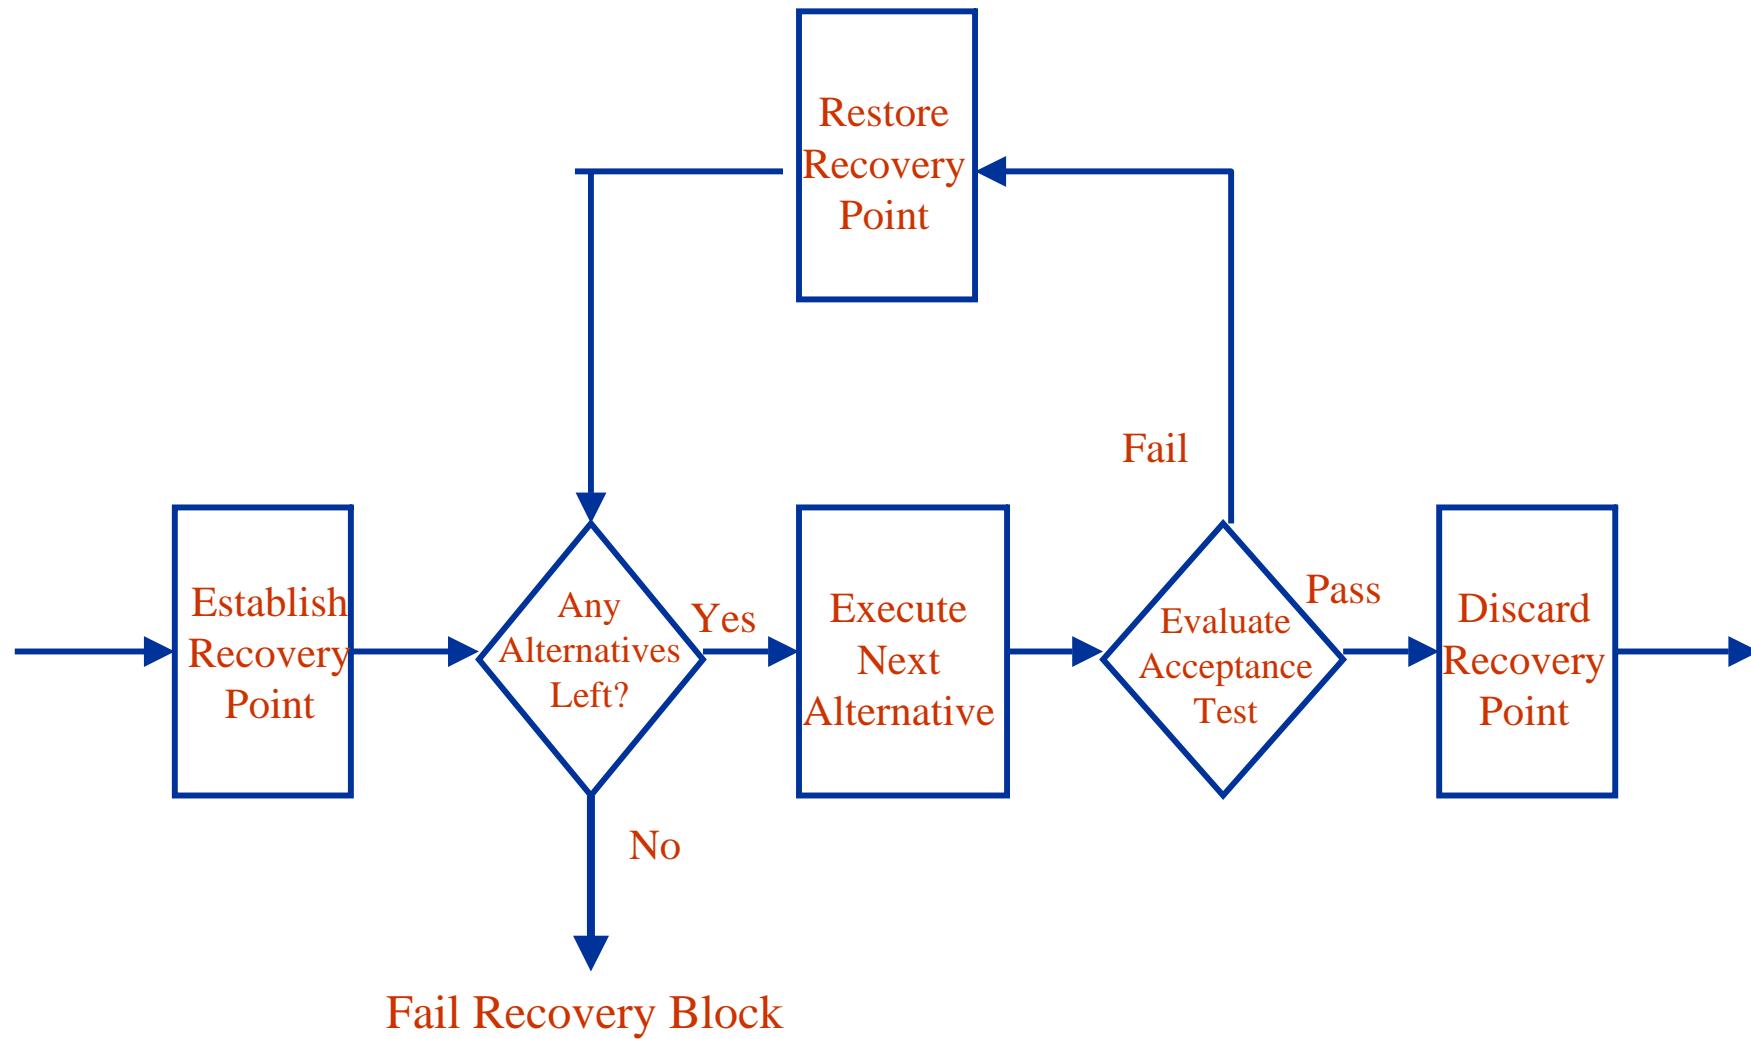 Restore
Recovery
Point
Fail
Establish
Recovery
Point
Any
Alternatives
Left?
Yes
Execute
Next
Alternative
Evaluate
Acceptance
Test
Pass
Discard
Recovery
Point
No
Fail Recovery Block